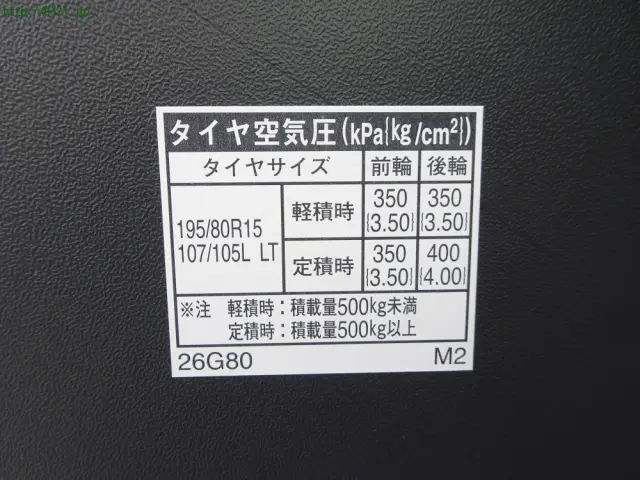 タイヤ空気圧(kPa{kg/cm²})
タイヤサイズ 前輪 後輪
195/80R15
107/105L LT
軽積時 350 {3.50} 350 {3.50}
定積時 350 {3.50} 400 {4.00}
※注 軽積時:積載量500kg未満
定積時:積載量500kg以上
26G80 M2